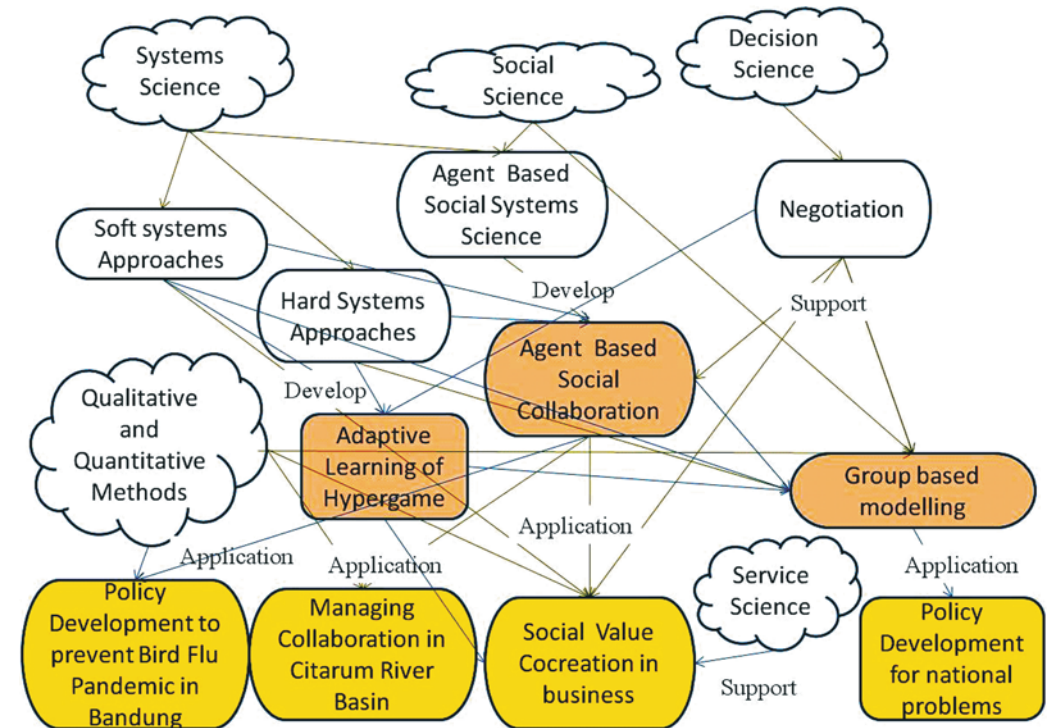 Systems
Science
Social
Science
Decision
Science
Agent Based
Social Systems
Science
Negotiation
Soft systems
Approaches
Hard Systems
Approaches
Develop
Support
Agent Based
Social
Collaboration
Qualitative
and
Quantitative
Methods
Develop
Adaptive
Learning of
Hypergame
Group based
modelling
Application
Application
Application
Application
Service
Science
Policy
Development to
prevent Bird Flu
Pandemic in
Bandung
Managing
Collaboration in
Citarum River
Basin
Social Value
Cocreation in
business
Support
Policy
Development
for national
problems